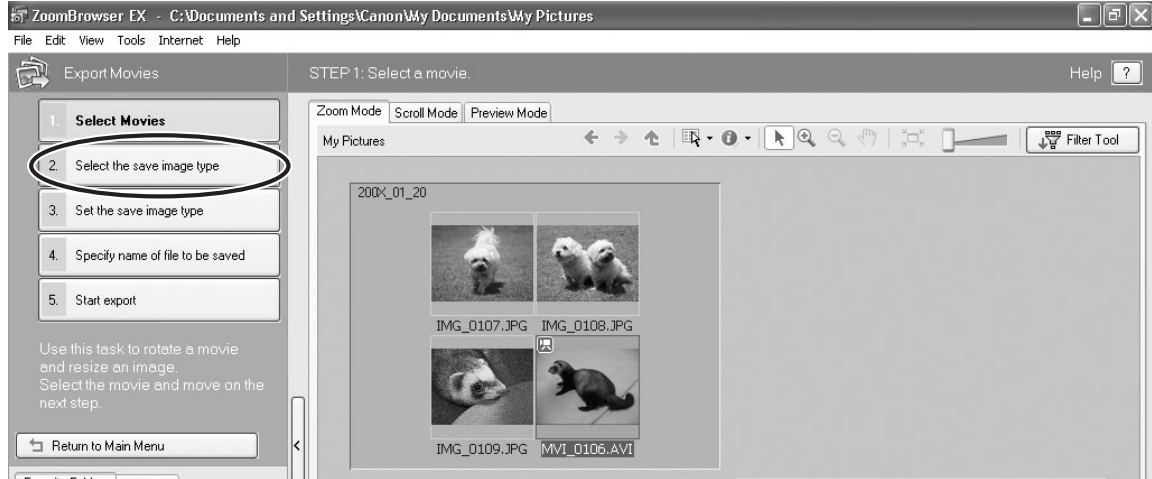 ZoomBrowser EX - C:\Documents and Settings\Canon\My Documents\My Pictures
File Edit View Tools Internet Help
Export Movies
STEP 1: Select a movie.
Help ?
1. Select Movies
2. Select the save image type
3. Set the save image type
4. Specify name of file to be saved
5. Start export
Use this task to rotate a movie
and resize an image.
Select the movie and move on the
next step.
Return to Main Menu
Zoom Mode Scroll Mode Preview Mode
My Pictures
Filter Tool
200X_01_20
IMG_0107.JPG IMG_0108.JPG
IMG_0109.JPG MVI_0106.AVI